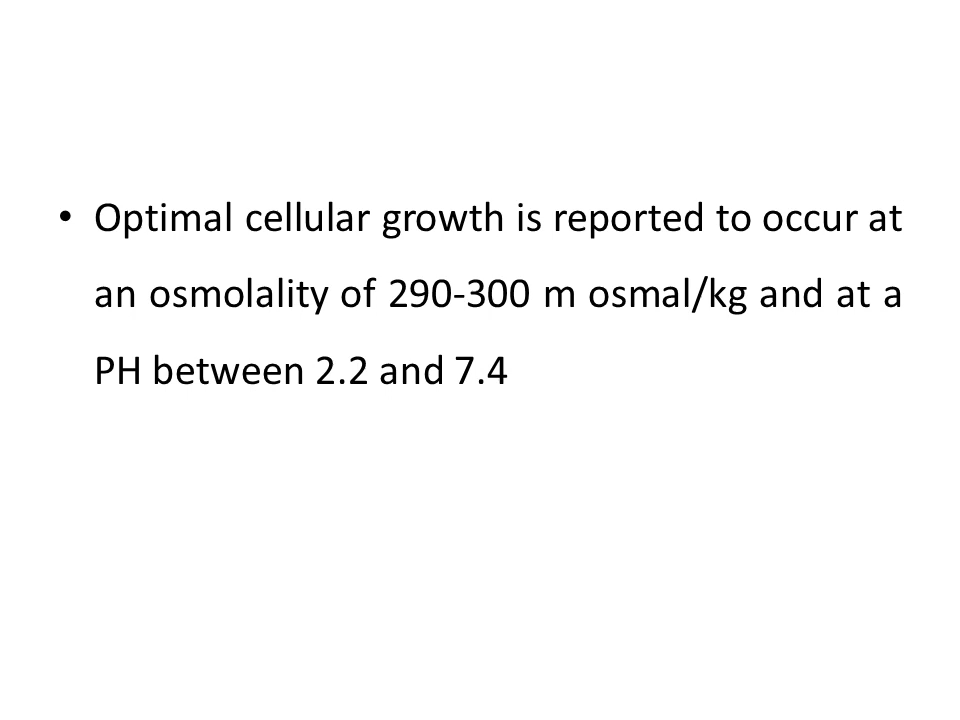 • Optimal cellular growth is reported to occur at
an osmolality of 290-300 m osmal/kg and at a
PH between 2.2 and 7.4